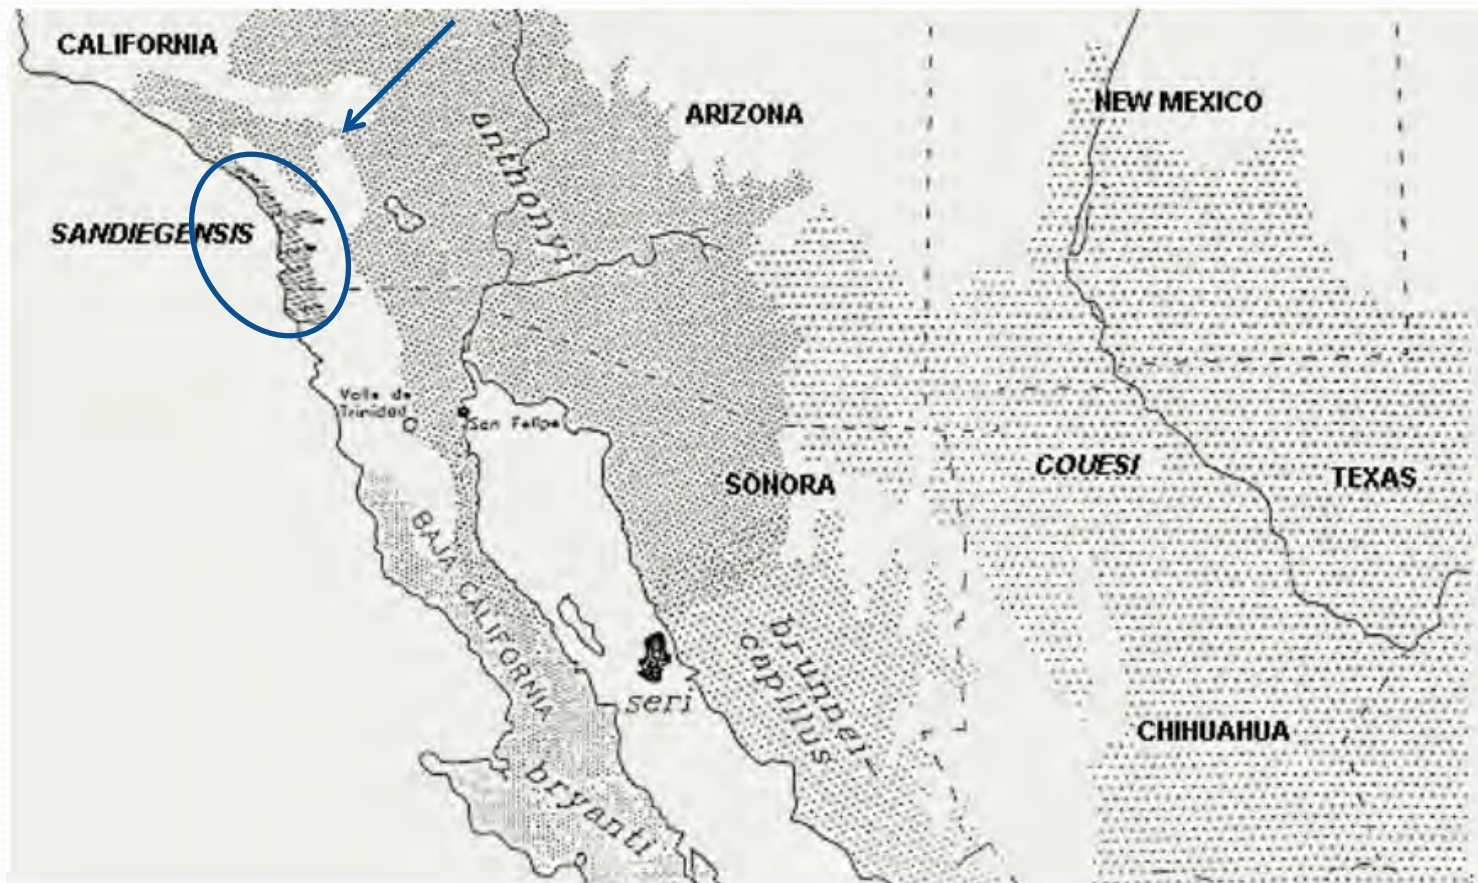 CALIFORNIA
ARIZONA
NEW MEXICO
anthonyi
SANDIEGENSIS
Valle de
Trinidad
San Felipe
COUESI
TEXAS
SONORA
BAJA CALIFORNIA
brunnei-
capillus
seri
CHIHUAHUA
bryanti